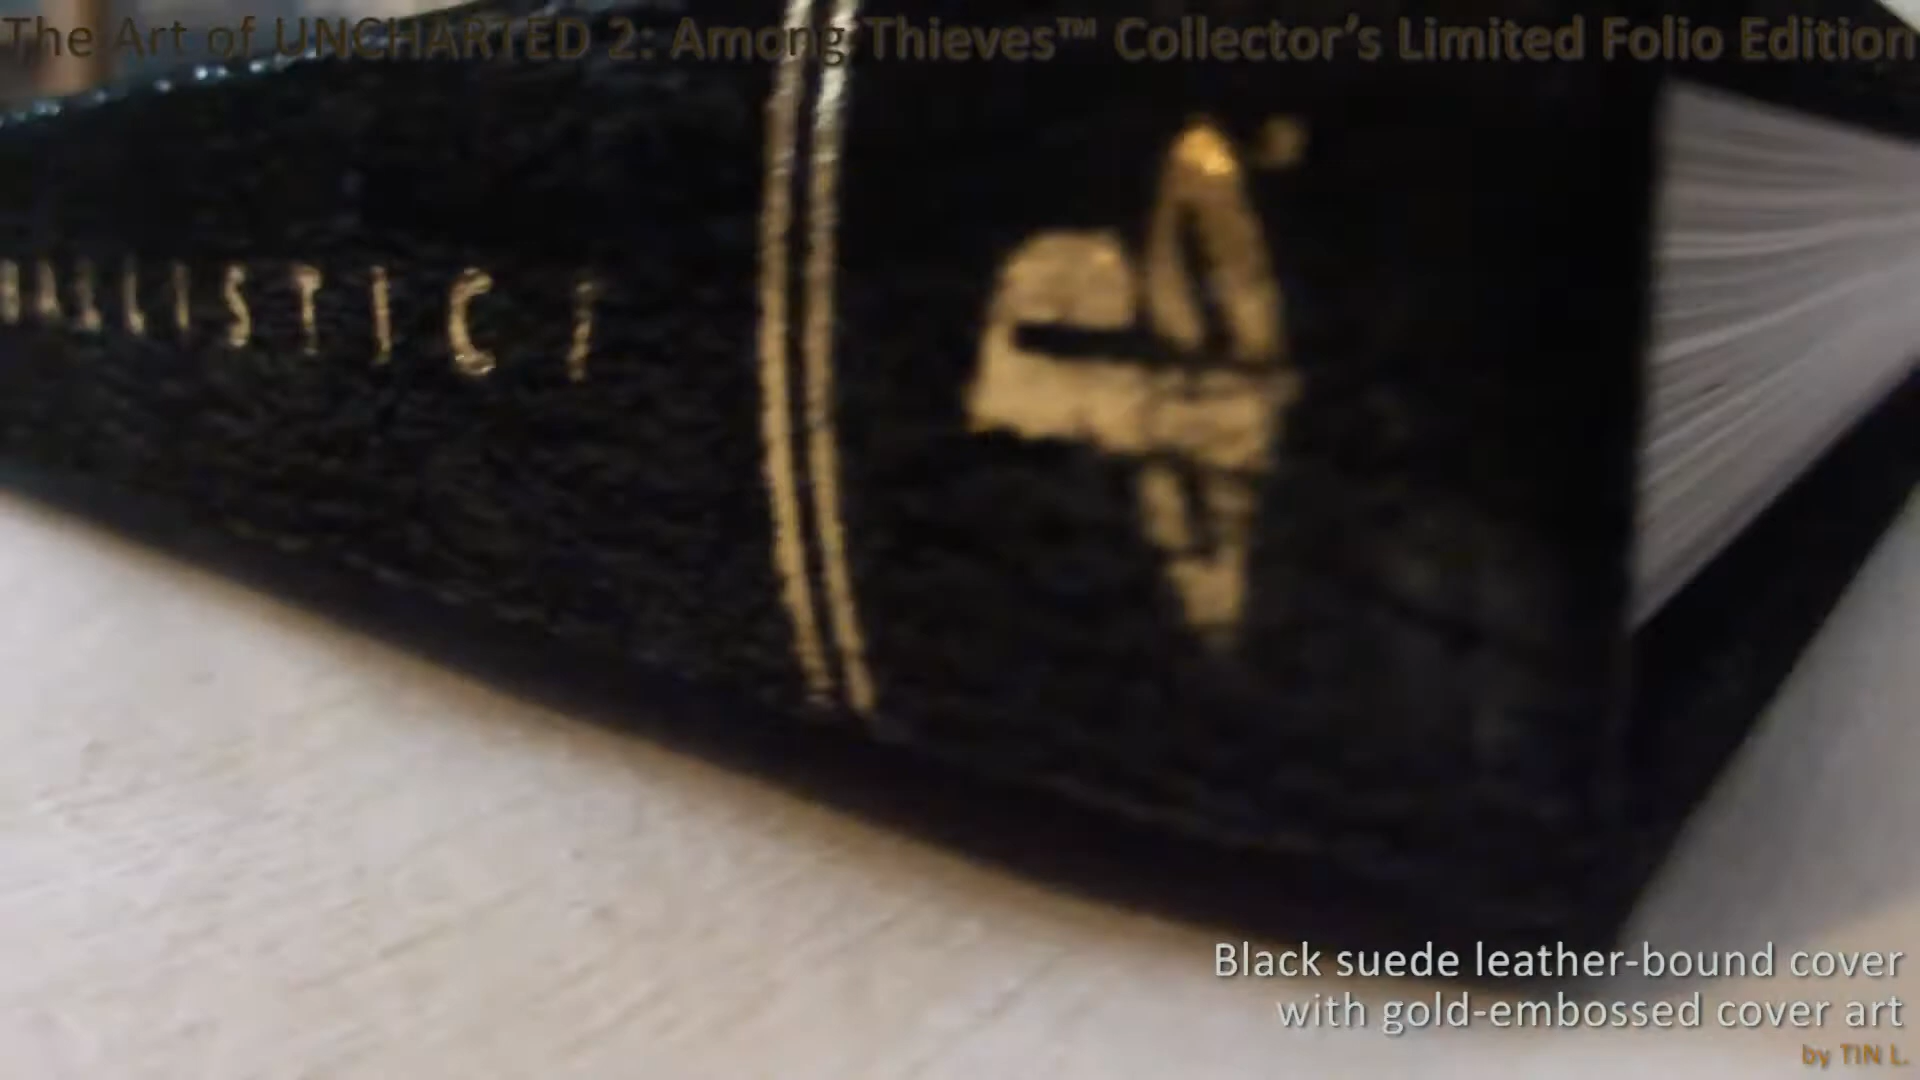 The Art of UNCHARTED 2: Among Thieves™ Collector’s Limited Folio Edition
BALLISTIC /
Black suede leather-bound cover
with gold-embossed cover art
by TIN L.